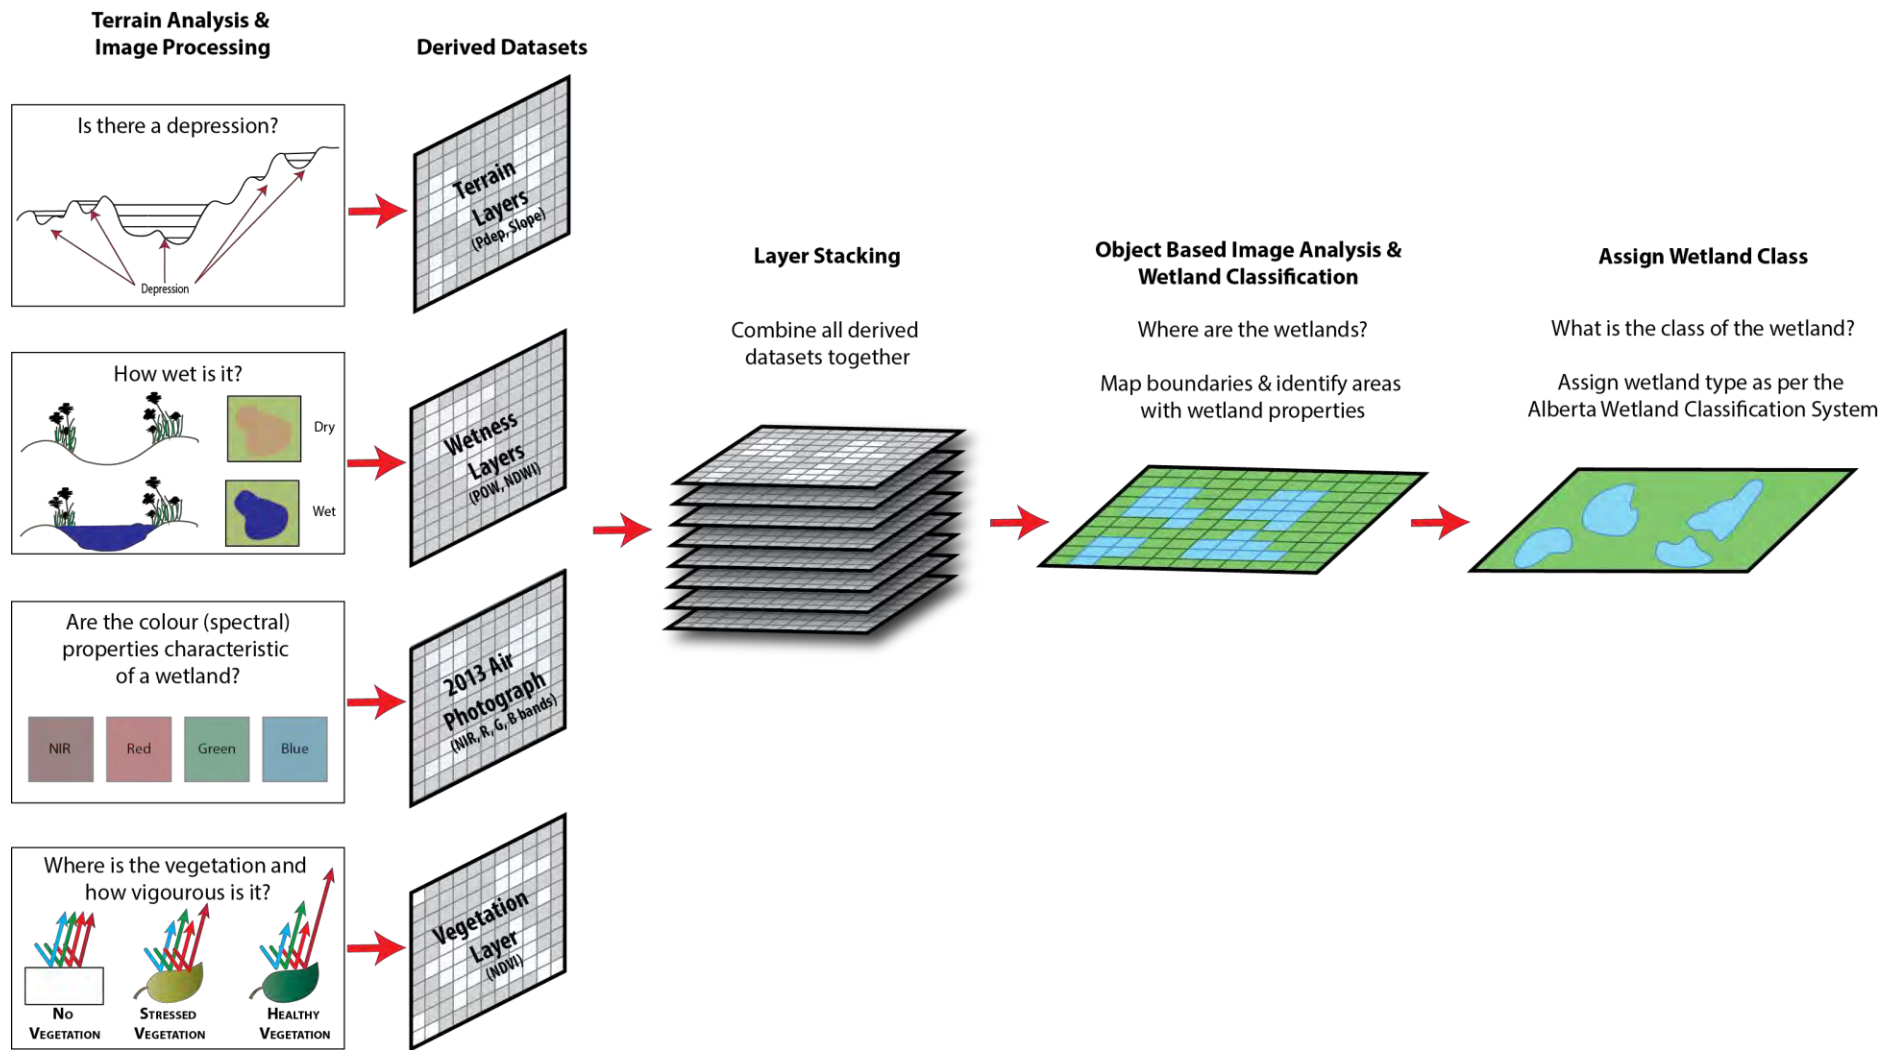 Terrain Analysis &
Image Processing
Derived Datasets
Is there a depression?
Depression
Terrain
Layers
(Pdep, Slope)
How wet is it?
Dry
Wet
Wetness
Layers
(POW, NDWI)
Are the colour (spectral)
properties characteristic
of a wetland?
NIR
Red
Green
Blue
2013 Air
Photograph
(NIR, R, G, B bands)
Where is the vegetation and
how vigourous is it?
No
Vegetation
Stressed
Vegetation
Healthy
Vegetation
Vegetation
Layer
(NDVI)
Layer Stacking
Combine all derived
datasets together
Object Based Image Analysis &
Wetland Classification
Where are the wetlands?
Map boundaries & identify areas
with wetland properties
Assign Wetland Class
What is the class of the wetland?
Assign wetland type as per the
Alberta Wetland Classification System